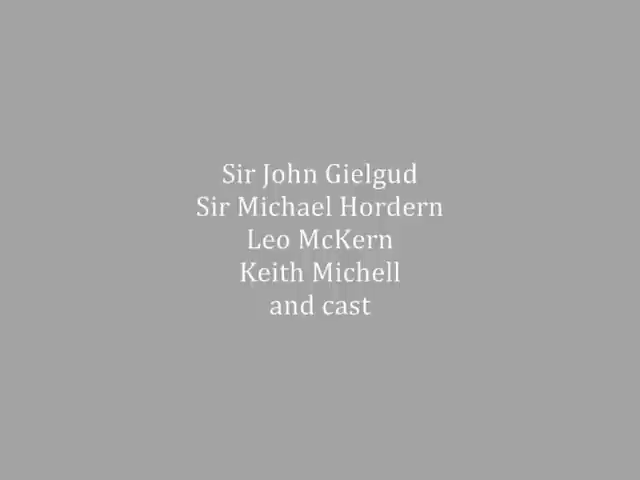 Sir John Gielgud
Sir Michael Hordern
Leo McKern
Keith Michell
and cast